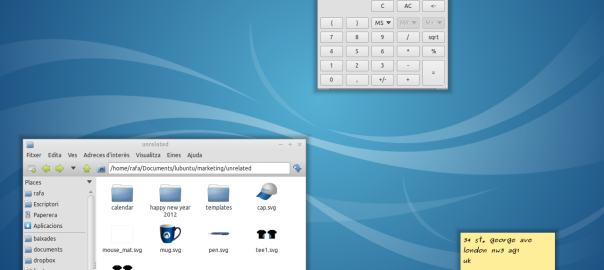 C AC ←
( ) MS ▼ MR ▼ M+ ▼
7 8 9 / sqrt
4 5 6 * %
1 2 3 - =
0 , +/- +
unrelated
Fitxer Edita Ves Adreces d'interès Visualitza Eines Ajuda
/home/rafa/Documents/lubuntu/marketing/unrelated
Places
rafa
Escriptori
Paperera
Aplicacions
baixades
documents
dropbox
calendar
happy new year
2012
templates
cap.svg
mouse_mat.svg
mug.svg
pen.svg
tee1.svg
34 st. george ave
london nw3 aq1
uk